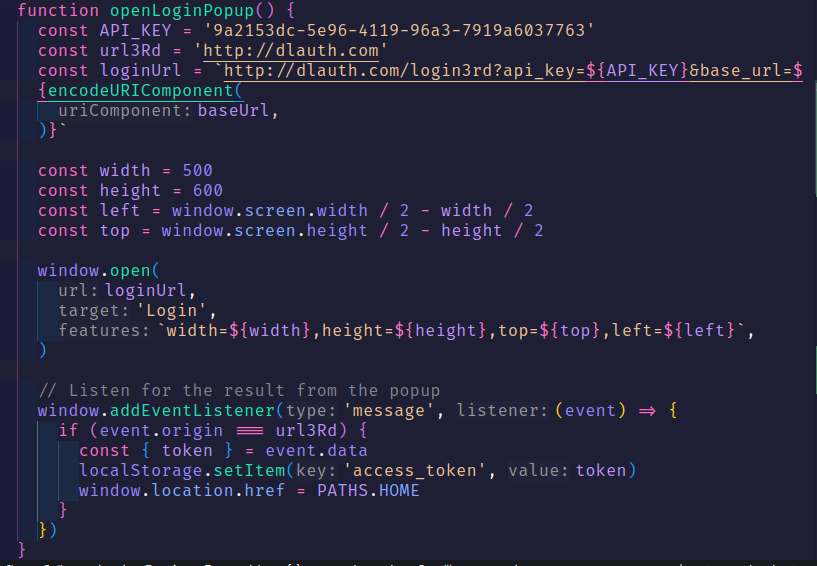 function openLoginPopup() {
const API_KEY = '9a2153dc-5e96-4119-96a3-7919a6037763'
const url3Rd = 'http://dlauth.com'
const loginUrl = `http://dlauth.com/login3rd?api_key=${API_KEY}&base_url=$
{encodeURIComponent(
uriComponent: baseUrl,
)}`
const width = 500
const height = 600
const left = window.screen.width / 2 - width / 2
const top = window.screen.height / 2 - height / 2
window.open(
url: loginUrl,
target: 'Login',
features: `width=${width},height=${height},top=${top},left=${left}`,
)
// Listen for the result from the popup
window.addEventListener(type: 'message', listener: (event) => {
if (event.origin === url3Rd) {
const { token } = event.data
localStorage.setItem(key: 'access_token', value: token)
window.location.href = PATHS.HOME
}
})
}